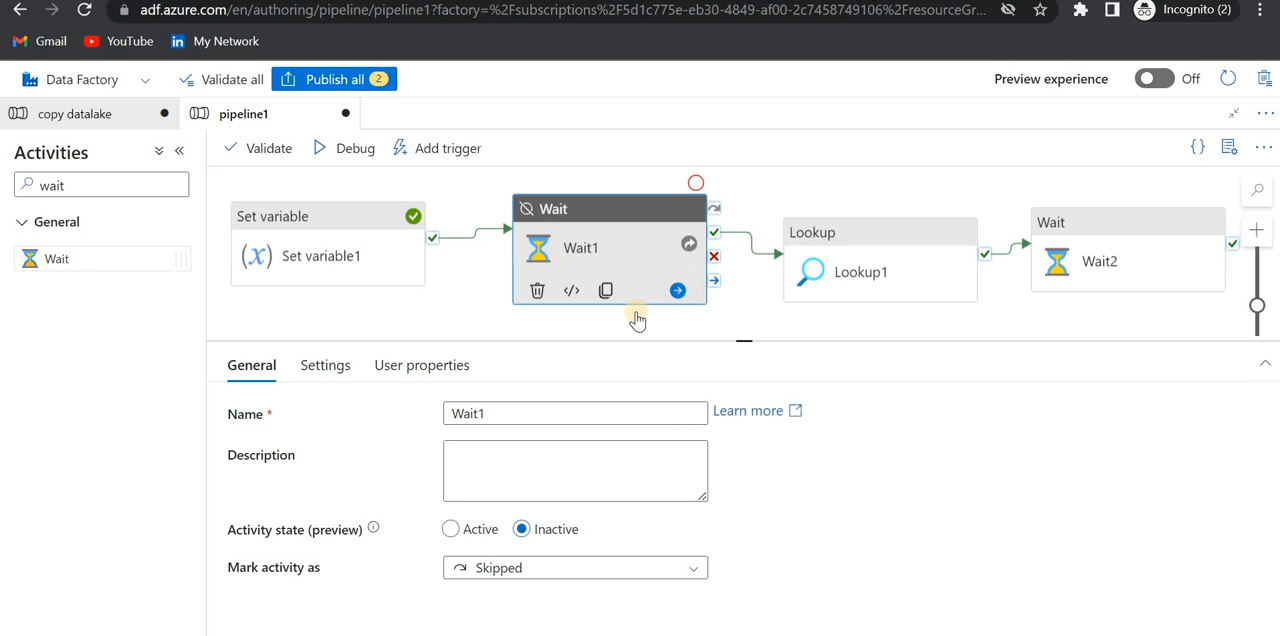 adf.azure.com/en/authoring/pipeline/pipeline1?factory=%2Fsubscriptions%2F5d1c775e-eb30-4849-af00-2c7458749106%2FresourceGr...
Incognito (2)
Gmail YouTube My Network
Data Factory Validate all Publish all 2 Preview experience Off
copy datalake pipeline1
Activities Validate Debug Add trigger
wait
General
Wait
Set variable
Set variable1
Wait
Wait1
Lookup
Lookup1
Wait
Wait2
General Settings User properties
Name * Wait1 Learn more
Description
Activity state (preview) Active Inactive
Mark activity as Skipped